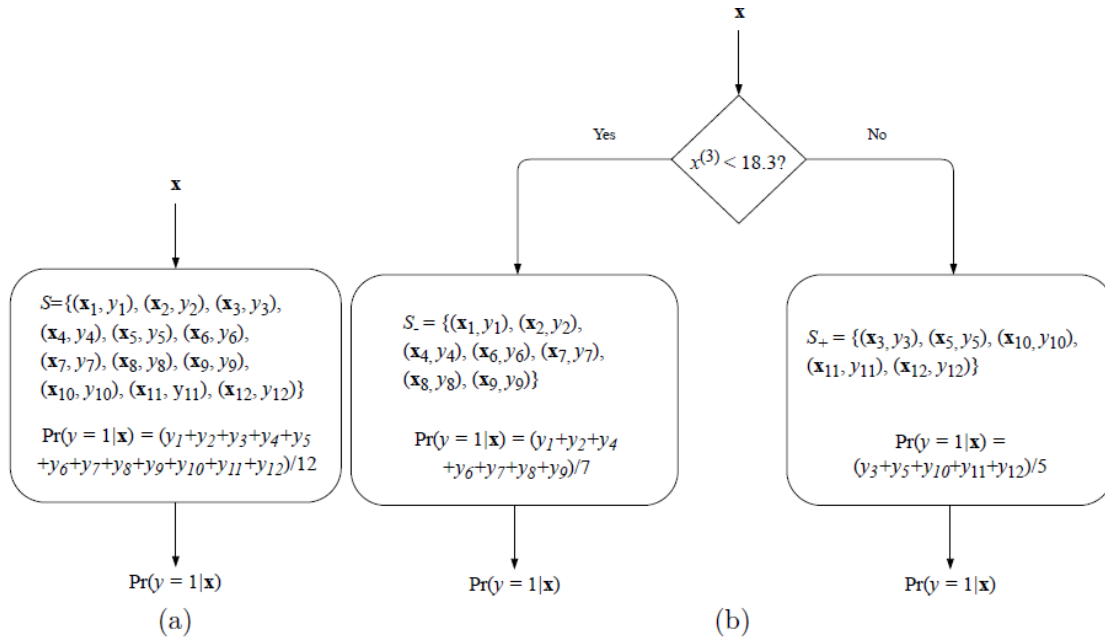 x
S={(x₁, y₁), (x₂, y₂), (x₃, y₃),
(x₄, y₄), (x₅, y₅), (x₆, y₆),
(x₇, y₇), (x₈, y₈), (x₉, y₉),
(x₁₀, y₁₀), (x₁₁, y₁₁), (x₁₂, y₁₂)}
Pr(y = 1|x) = (y₁+y₂+y₃+y₄+y₅
+y₆+y₇+y₈+y₉+y₁₀+y₁₁+y₁₂)/12
Pr(y = 1|x)
(a)
x
x⁽³⁾ < 18.3?
Yes
No
S₋ = {(x₁, y₁), (x₂, y₂),
(x₄, y₄), (x₆, y₆), (x₇, y₇),
(x₈, y₈), (x₉, y₉)}
Pr(y = 1|x) = (y₁+y₂+y₄
+y₆+y₇+y₈+y₉)/7
Pr(y = 1|x)
S₊ = {(x₃, y₃), (x₅, y₅), (x₁₀, y₁₀),
(x₁₁, y₁₁), (x₁₂, y₁₂)}
Pr(y = 1|x) =
(y₃+y₅+y₁₀+y₁₁+y₁₂)/5
Pr(y = 1|x)
(b)